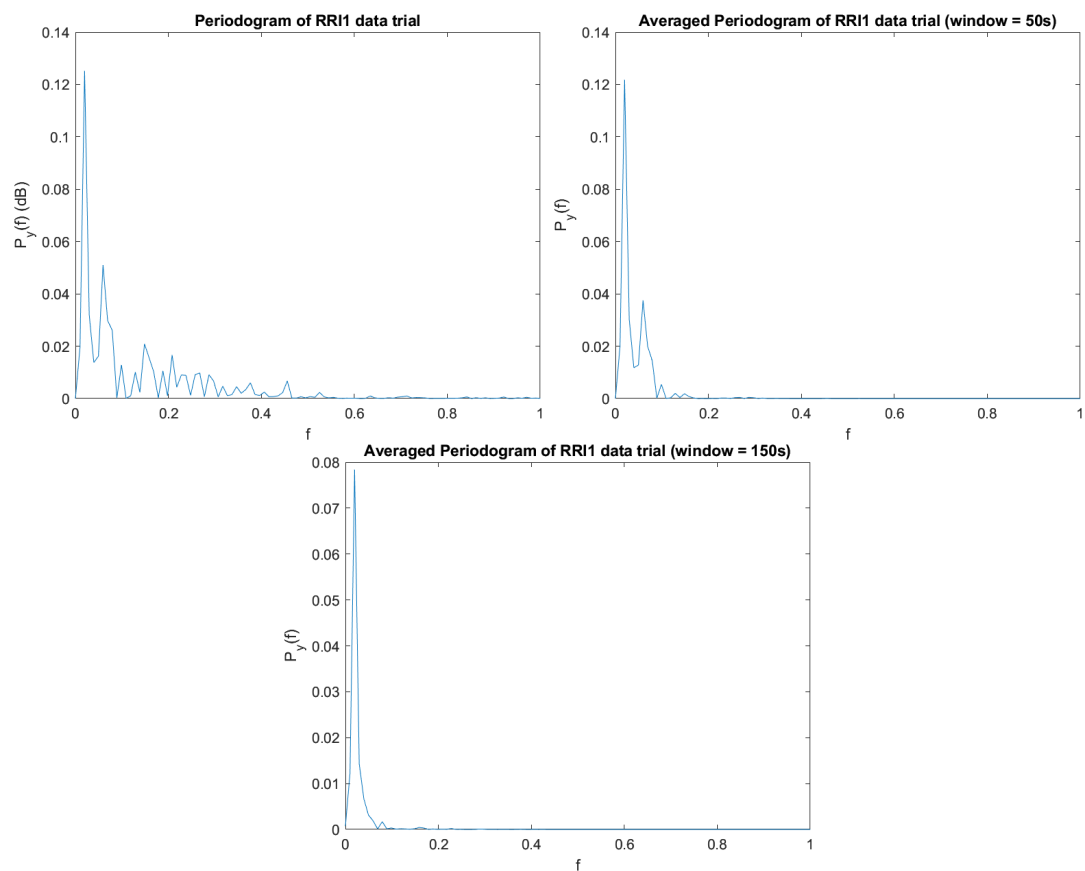 Periodogram of RRI1 data trial
0.14
0.12
0.1
0.08
0.06
0.04
0.02
0
P_y(f) (dB)
0 0.2 0.4 0.6 0.8 1
f
Averaged Periodogram of RRI1 data trial (window = 50s)
0.14
0.12
0.1
0.08
0.06
0.04
0.02
0
P_y(f)
0 0.2 0.4 0.6 0.8 1
f
Averaged Periodogram of RRI1 data trial (window = 150s)
0.08
0.07
0.06
0.05
0.04
0.03
0.02
0.01
0
P_y(f)
0 0.2 0.4 0.6 0.8 1
f